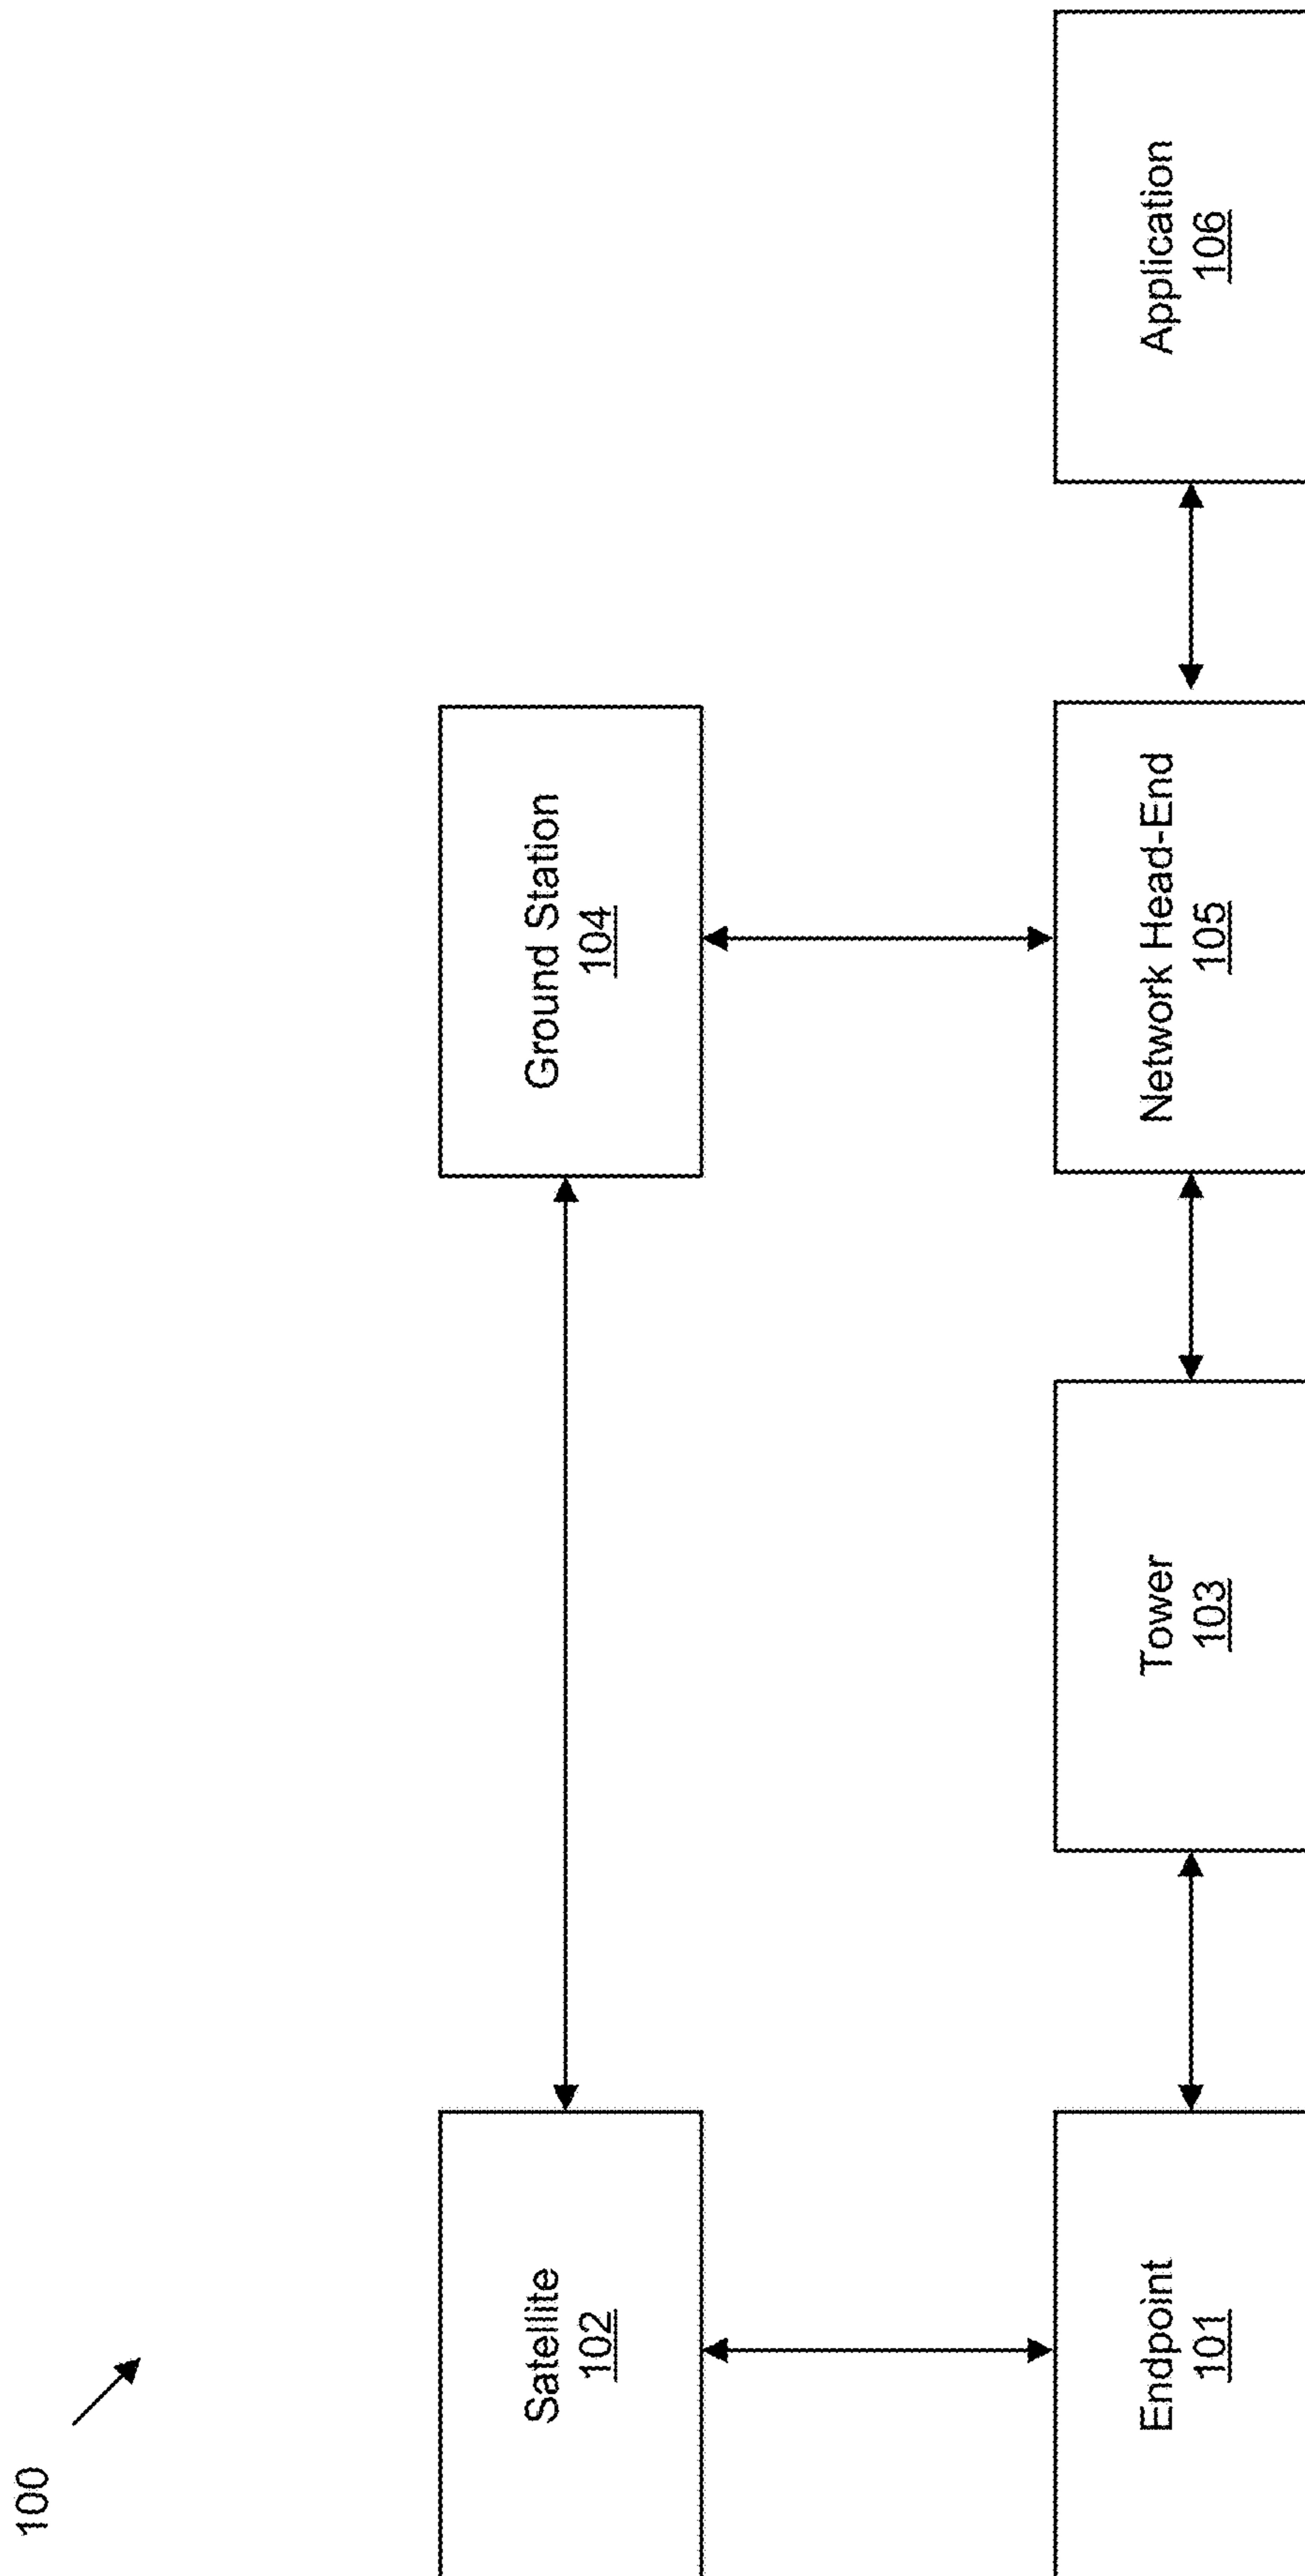 100
Satellite
102
Ground Station
104
Endpoint
101
Tower
103
Network Head-End
105
Application
106